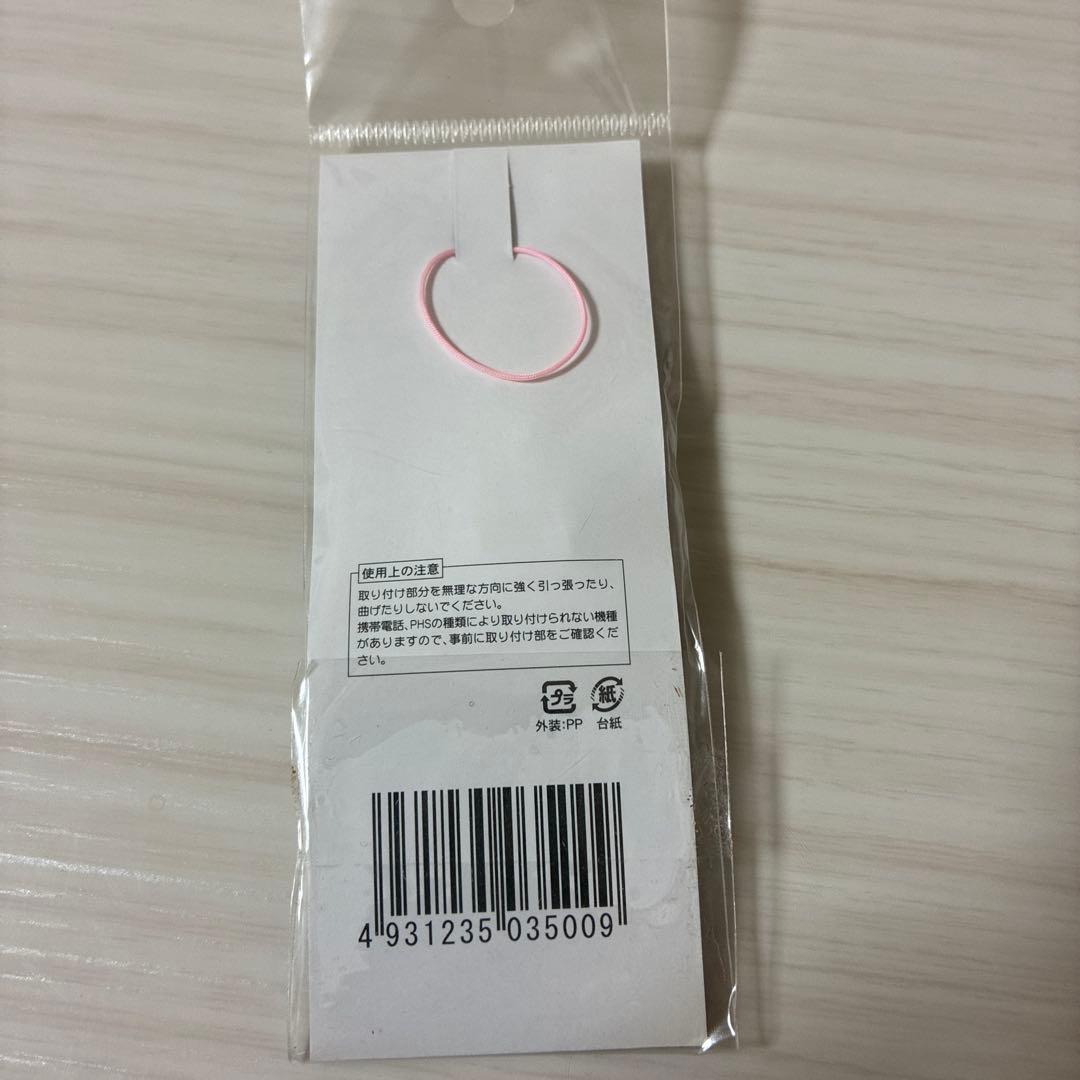 使用上の注意
取り付け部分を無理な方向に強く引っ張ったり、
曲げたりしないでください。
携帯電話、PHSの種類により取り付けられない機種
がありますので、事前に取り付け部をご確認くだ
さい。
プラ 紙
外装:PP 台紙
4 931235 035009